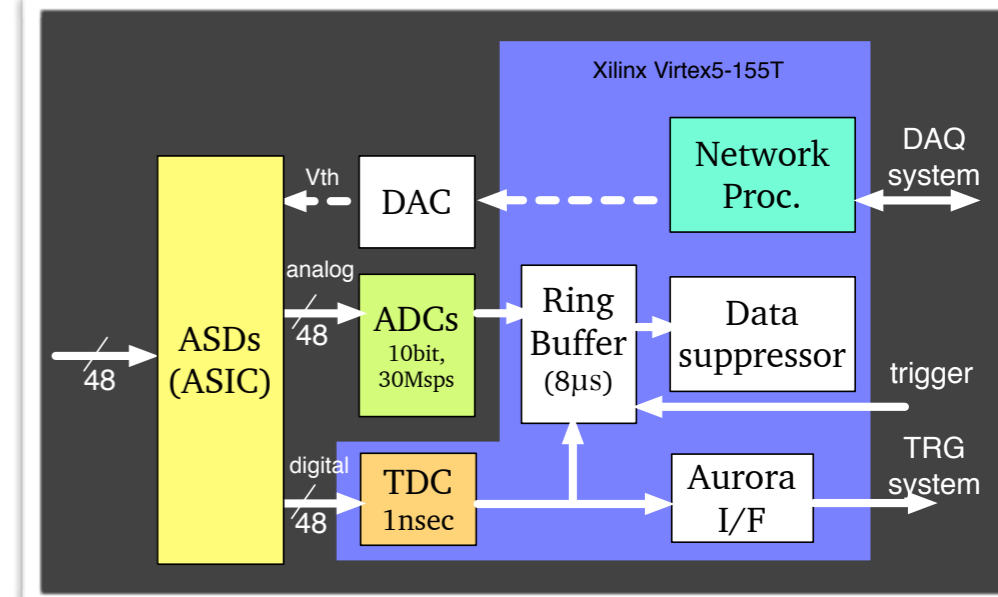 Xilinx Virtex5-155T
Network
Proc.
DAQ
system
Vth
DAC
analog
48
ADCs
10bit,
30Msps
Ring
Buffer
(8μs)
Data
suppressor
ASDs
(ASIC)
48
trigger
digital
48
TDC
1nsec
Aurora
I/F
TRG
system